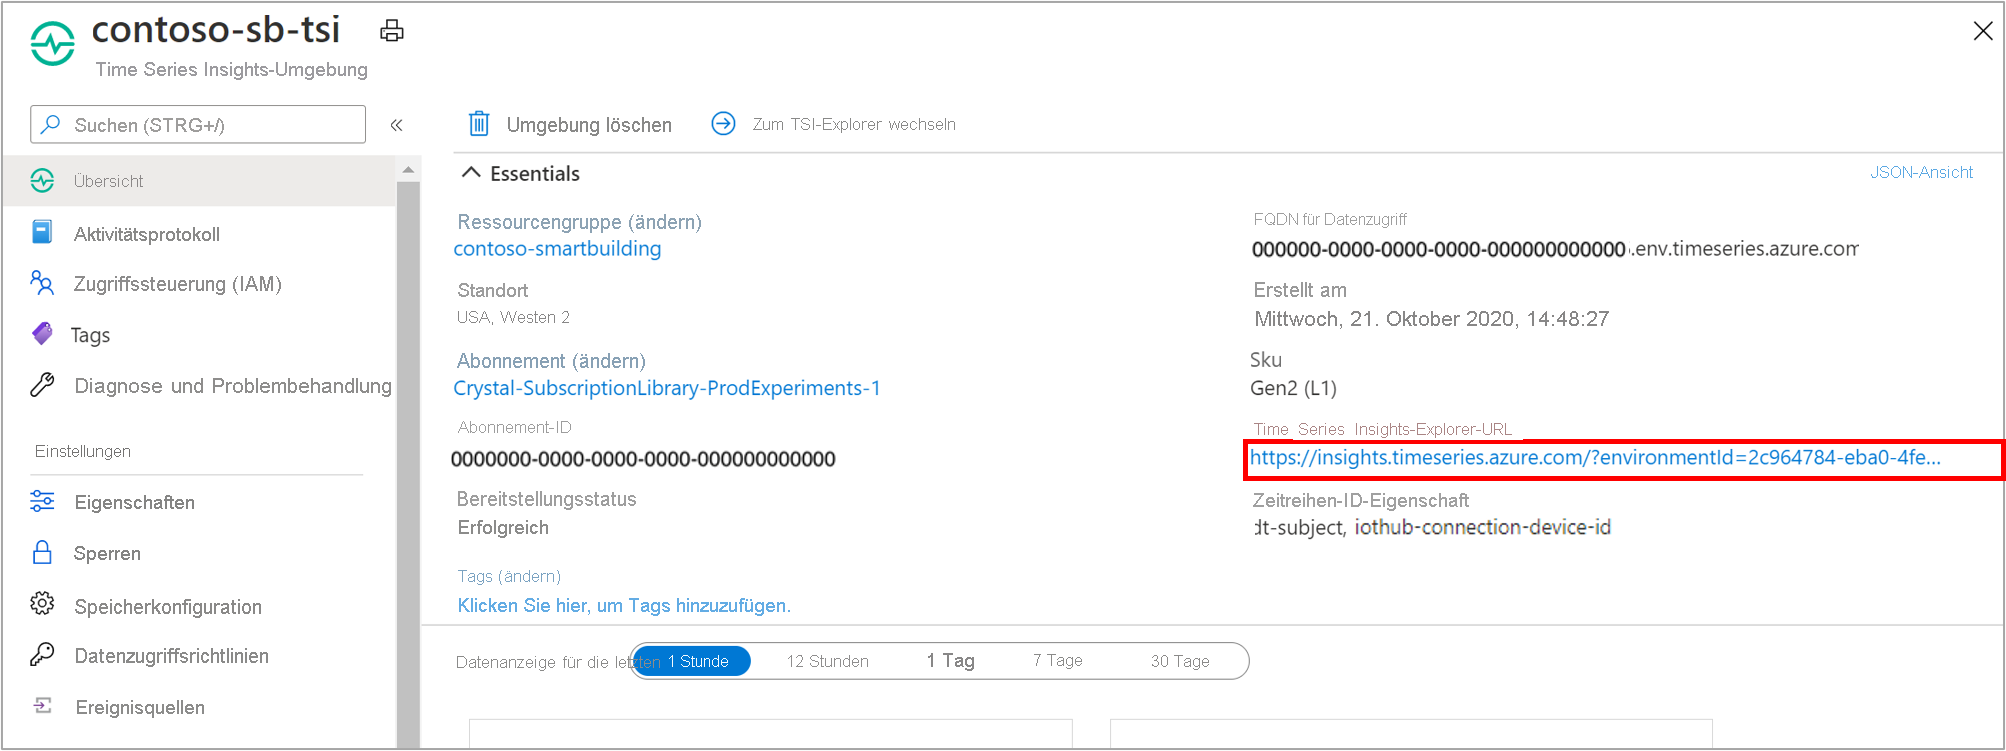 contoso-sb-tsi
Time Series Insights-Umgebung
Suchen (STRG+/)
«
Übersicht
Aktivitätsprotokoll
Zugriffssteuerung (IAM)
Tags
Diagnose und Problembehandlung
Einstellungen
Eigenschaften
Sperren
Speicherkonfiguration
Datenzugriffsrichtlinien
Ereignisquellen
Umgebung löschen
Zum TSI-Explorer wechseln
Essentials
JSON-Ansicht
Ressourcengruppe (ändern)
contoso-smartbuilding
Standort
USA, Westen 2
Abonnement (ändern)
Crystal-SubscriptionLibrary-ProdExperiments-1
Abonnement-ID
0000000-0000-0000-0000-000000000000
Bereitstellungsstatus
Erfolgreich
Tags (ändern)
Klicken Sie hier, um Tags hinzuzufügen.
FQDN für Datenzugriff
000000-0000-0000-0000-000000000000.env.timeseries.azure.com
Erstellt am
Mittwoch, 21. Oktober 2020, 14:48:27
Sku
Gen2 (L1)
Time Series Insights-Explorer-URL
https://insights.timeseries.azure.com/?environmentId=2c964784-eba0-4fe...
Zeitreihen-ID-Eigenschaft
dt-subject, iothub-connection-device-id
Datenanzeige für die letzten 1 Stunde 12 Stunden 1 Tag 7 Tage 30 Tage